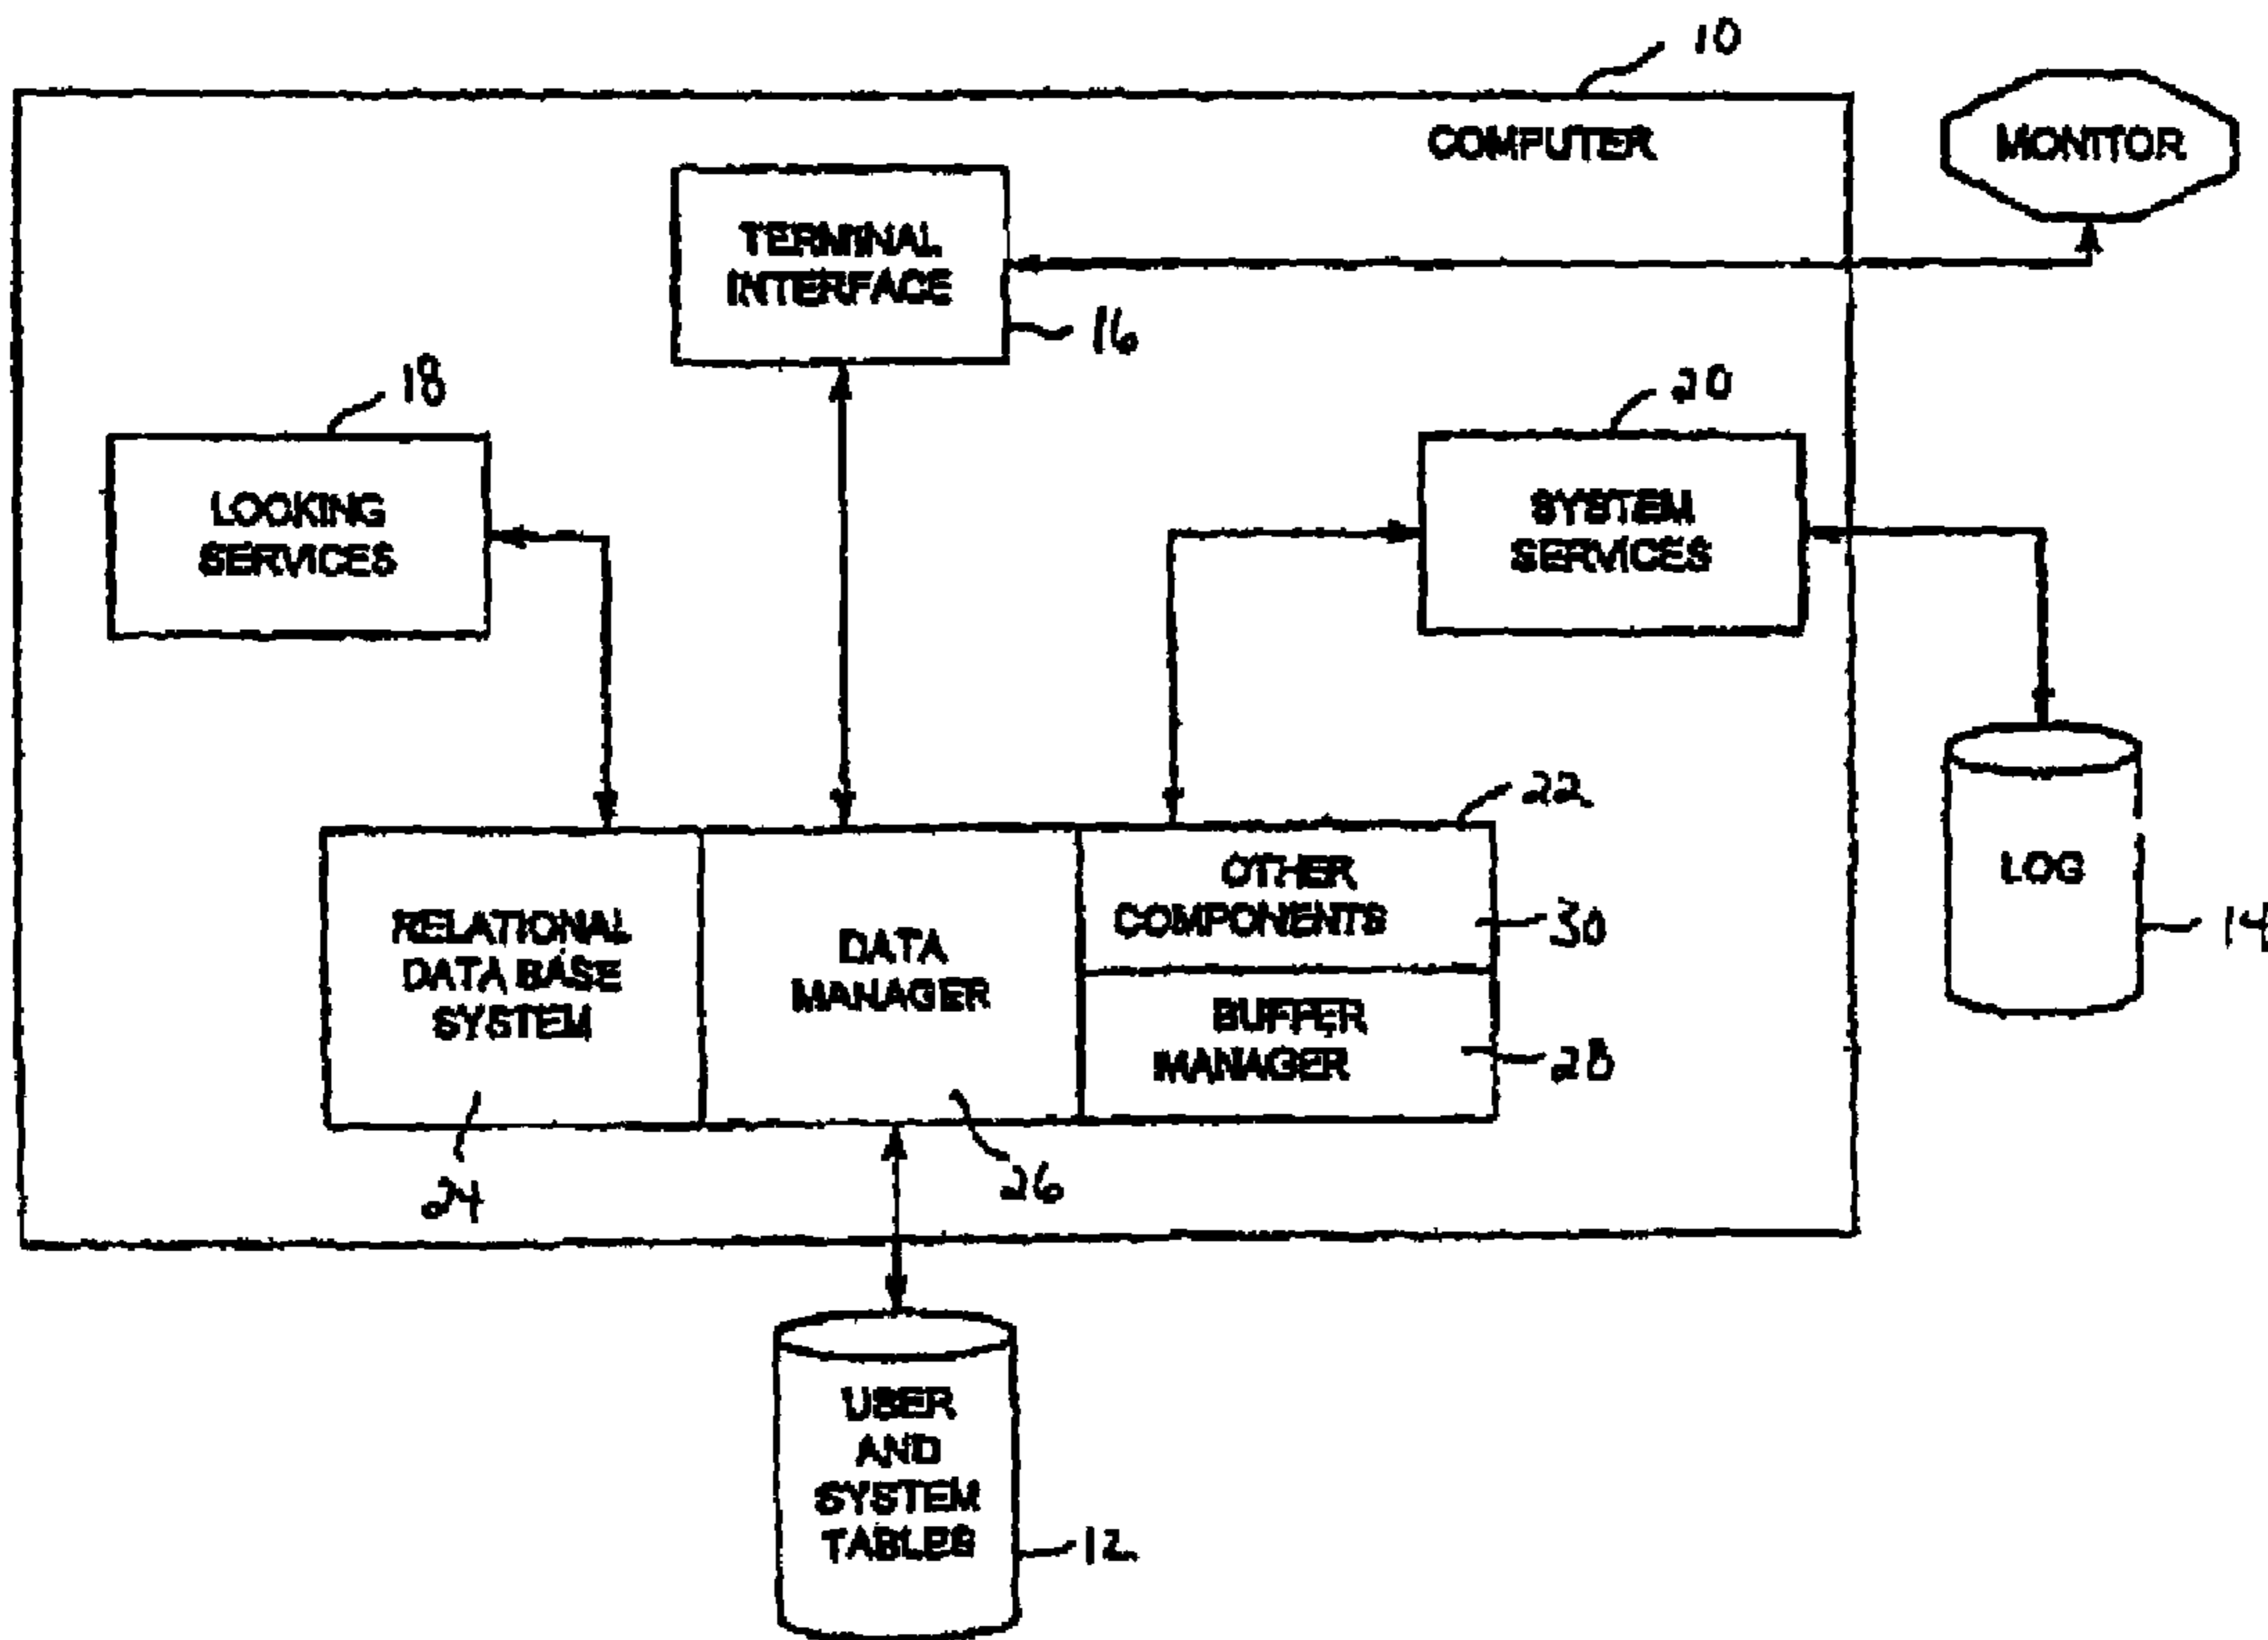 10
COMPUTER
MONITOR
TERMINAL
INTERFACE
16
18
20
LOOKING
SERVICES
SYSTEM
SERVICES
22
OTHER
COMPONENTS
30
LOG
14
RELATIONAL
DATA BASE
SYSTEM
DATA
MANAGER
BUFFER
MANAGER
28
24
26
USER
AND
SYSTEM
TABLES
12